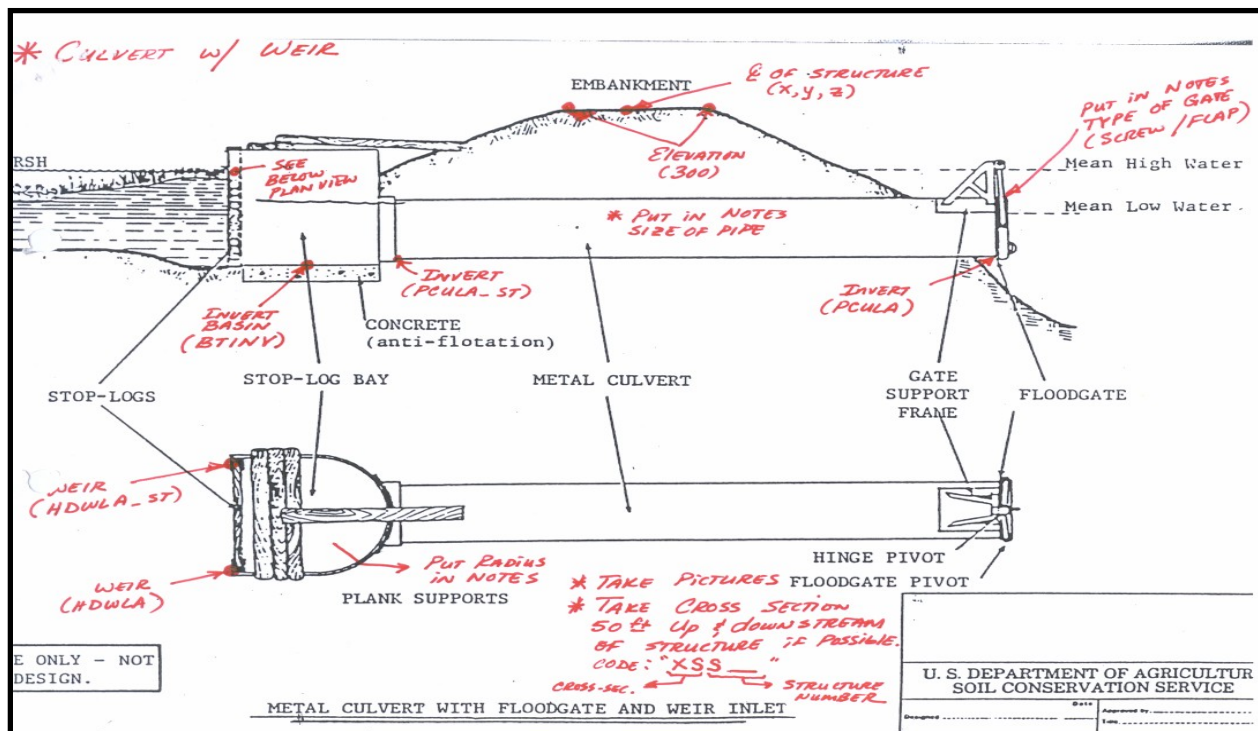 * CULVERT W/ WEIR
EMBANKMENT
℄ OF STRUCTURE
(X,Y,Z)
PUT IN NOTES
TYPE OF GATE
(SCREW/FLAP)
RSH
SEE
BELOW
PLAN VIEW
ELEVATION
(300)
Mean High Water
* PUT IN NOTES
SIZE OF PIPE
Mean Low Water
INVERT
(PCULA_ST)
INVERT
(PCULA)
INVERT
BASIN
(BTINV)
CONCRETE
(anti-flotation)
STOP-LOGS
STOP-LOG BAY
METAL CULVERT
GATE
SUPPORT
FRAME
FLOODGATE
WEIR
(HDWLA_ST)
WEIR
(HDWLA)
PUT RADIUS
IN NOTES
PLANK SUPPORTS
HINGE PIVOT
FLOODGATE PIVOT
* TAKE PICTURES
* TAKE CROSS SECTION
50 ft UP & DOWNSTREAM
OF STRUCTURE IF POSSIBLE.
CODE: "XSS__"
CROSS-SEC.
STRUCTURE
NUMBER
E ONLY - NOT
DESIGN.
METAL CULVERT WITH FLOODGATE AND WEIR INLET
U. S. DEPARTMENT OF AGRICULTUR
SOIL CONSERVATION SERVICE
Date
Designed
Approved by
Title